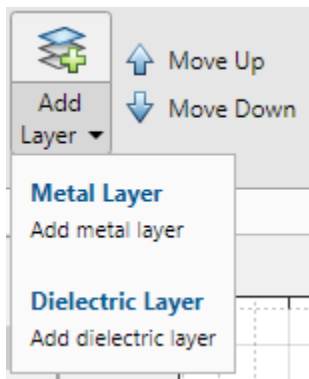 Add
Layer
Move Up
Move Down
Metal Layer
Add metal layer
Dielectric Layer
Add dielectric layer